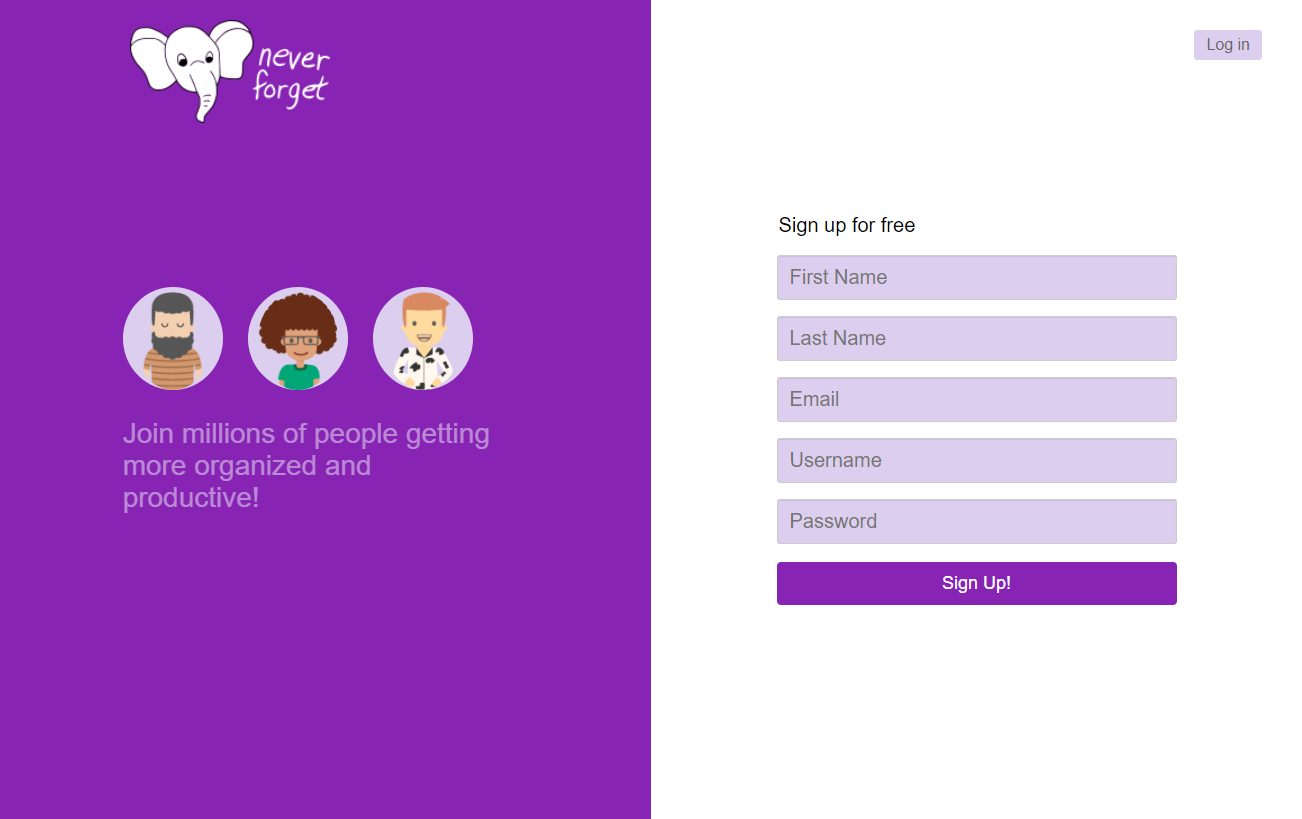 never
forget
Log in
Join millions of people getting
more organized and
productive!
Sign up for free
First Name
Last Name
Email
Username
Password
Sign Up!